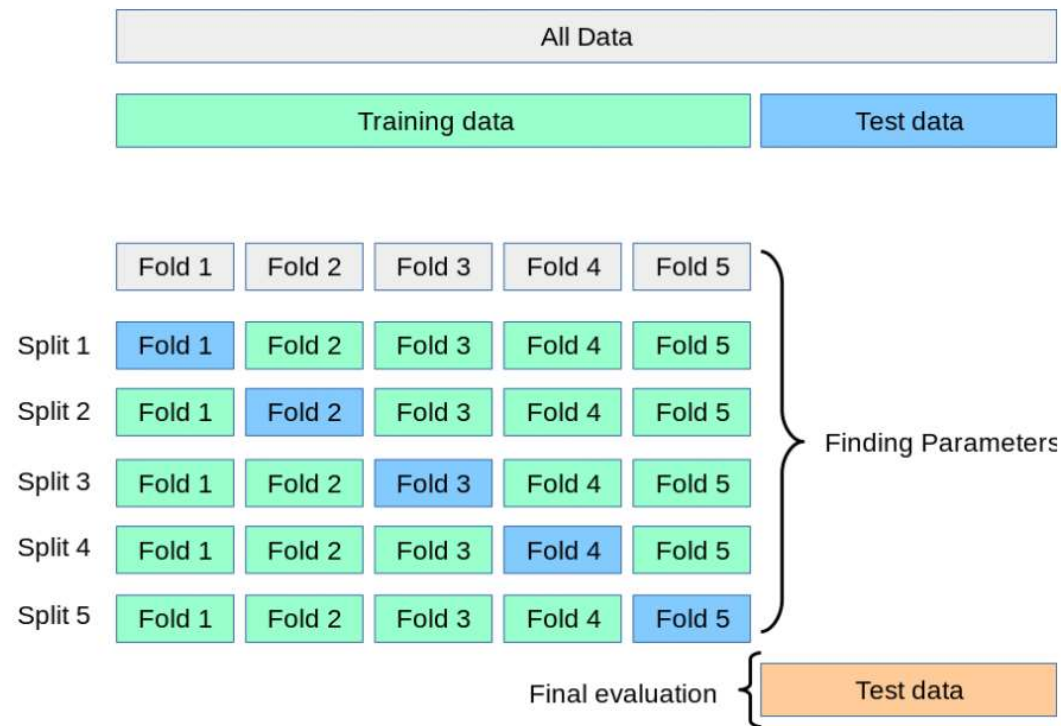 All Data
Training data Test data
Fold 1 Fold 2 Fold 3 Fold 4 Fold 5
Split 1 Fold 1 Fold 2 Fold 3 Fold 4 Fold 5
Split 2 Fold 1 Fold 2 Fold 3 Fold 4 Fold 5
Finding Parameters
Split 3 Fold 1 Fold 2 Fold 3 Fold 4 Fold 5
Split 4 Fold 1 Fold 2 Fold 3 Fold 4 Fold 5
Split 5 Fold 1 Fold 2 Fold 3 Fold 4 Fold 5
Final evaluation Test data